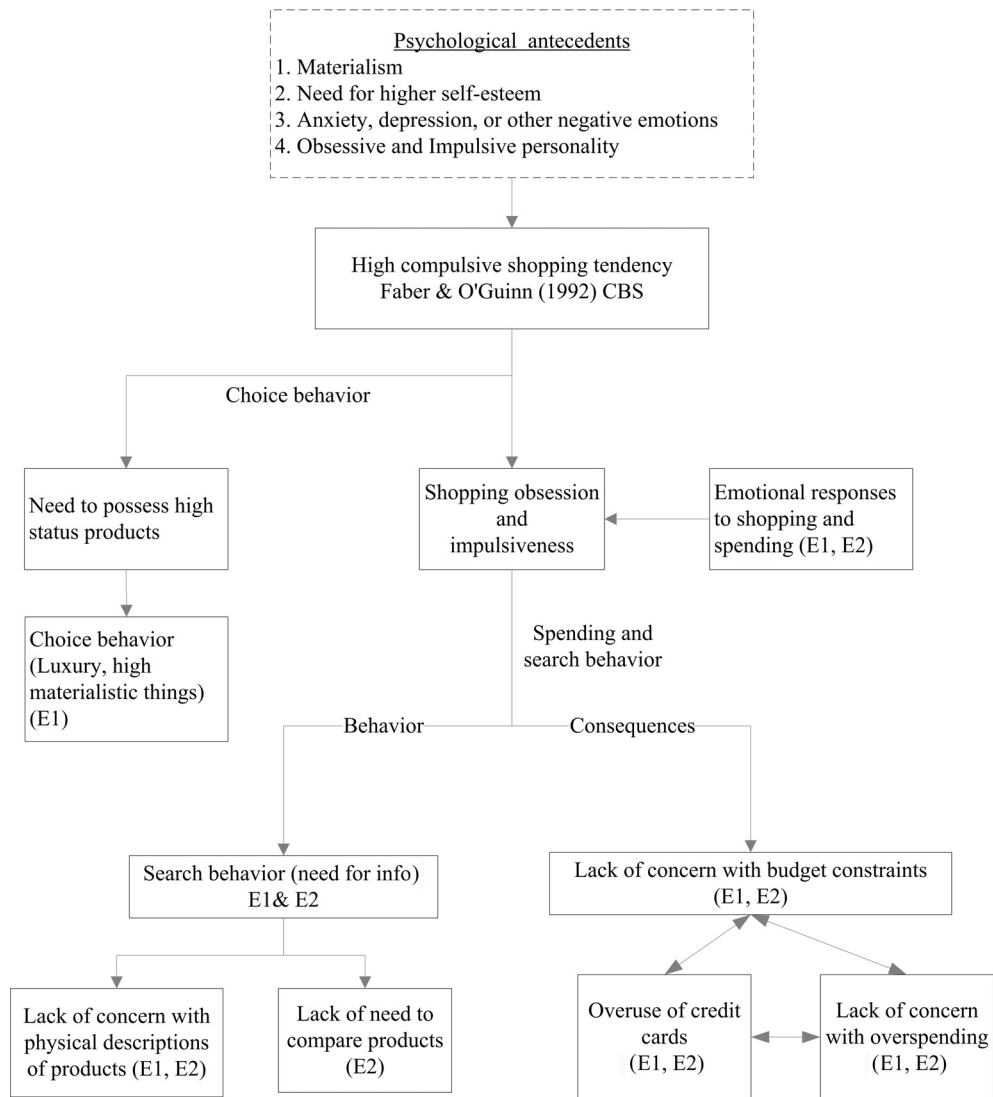 Psychological antecedents
1. Materialism
2. Need for higher self-esteem
3. Anxiety, depression, or other negative emotions
4. Obsessive and Impulsive personality
High compulsive shopping tendency
Faber & O'Guinn (1992) CBS
Choice behavior
Need to possess high
status products
Shopping obsession
and
impulsiveness
Emotional responses
to shopping and
spending (E1, E2)
Choice behavior
(Luxury, high
materialistic things)
(E1)
Spending and
search behavior
Behavior
Consequences
Search behavior (need for info)
E1& E2
Lack of concern with budget constraints
(E1, E2)
Lack of concern with
physical descriptions
of products (E1, E2)
Lack of need to
compare products
(E2)
Overuse of credit
cards
(E1, E2)
Lack of concern
with overspending
(E1, E2)